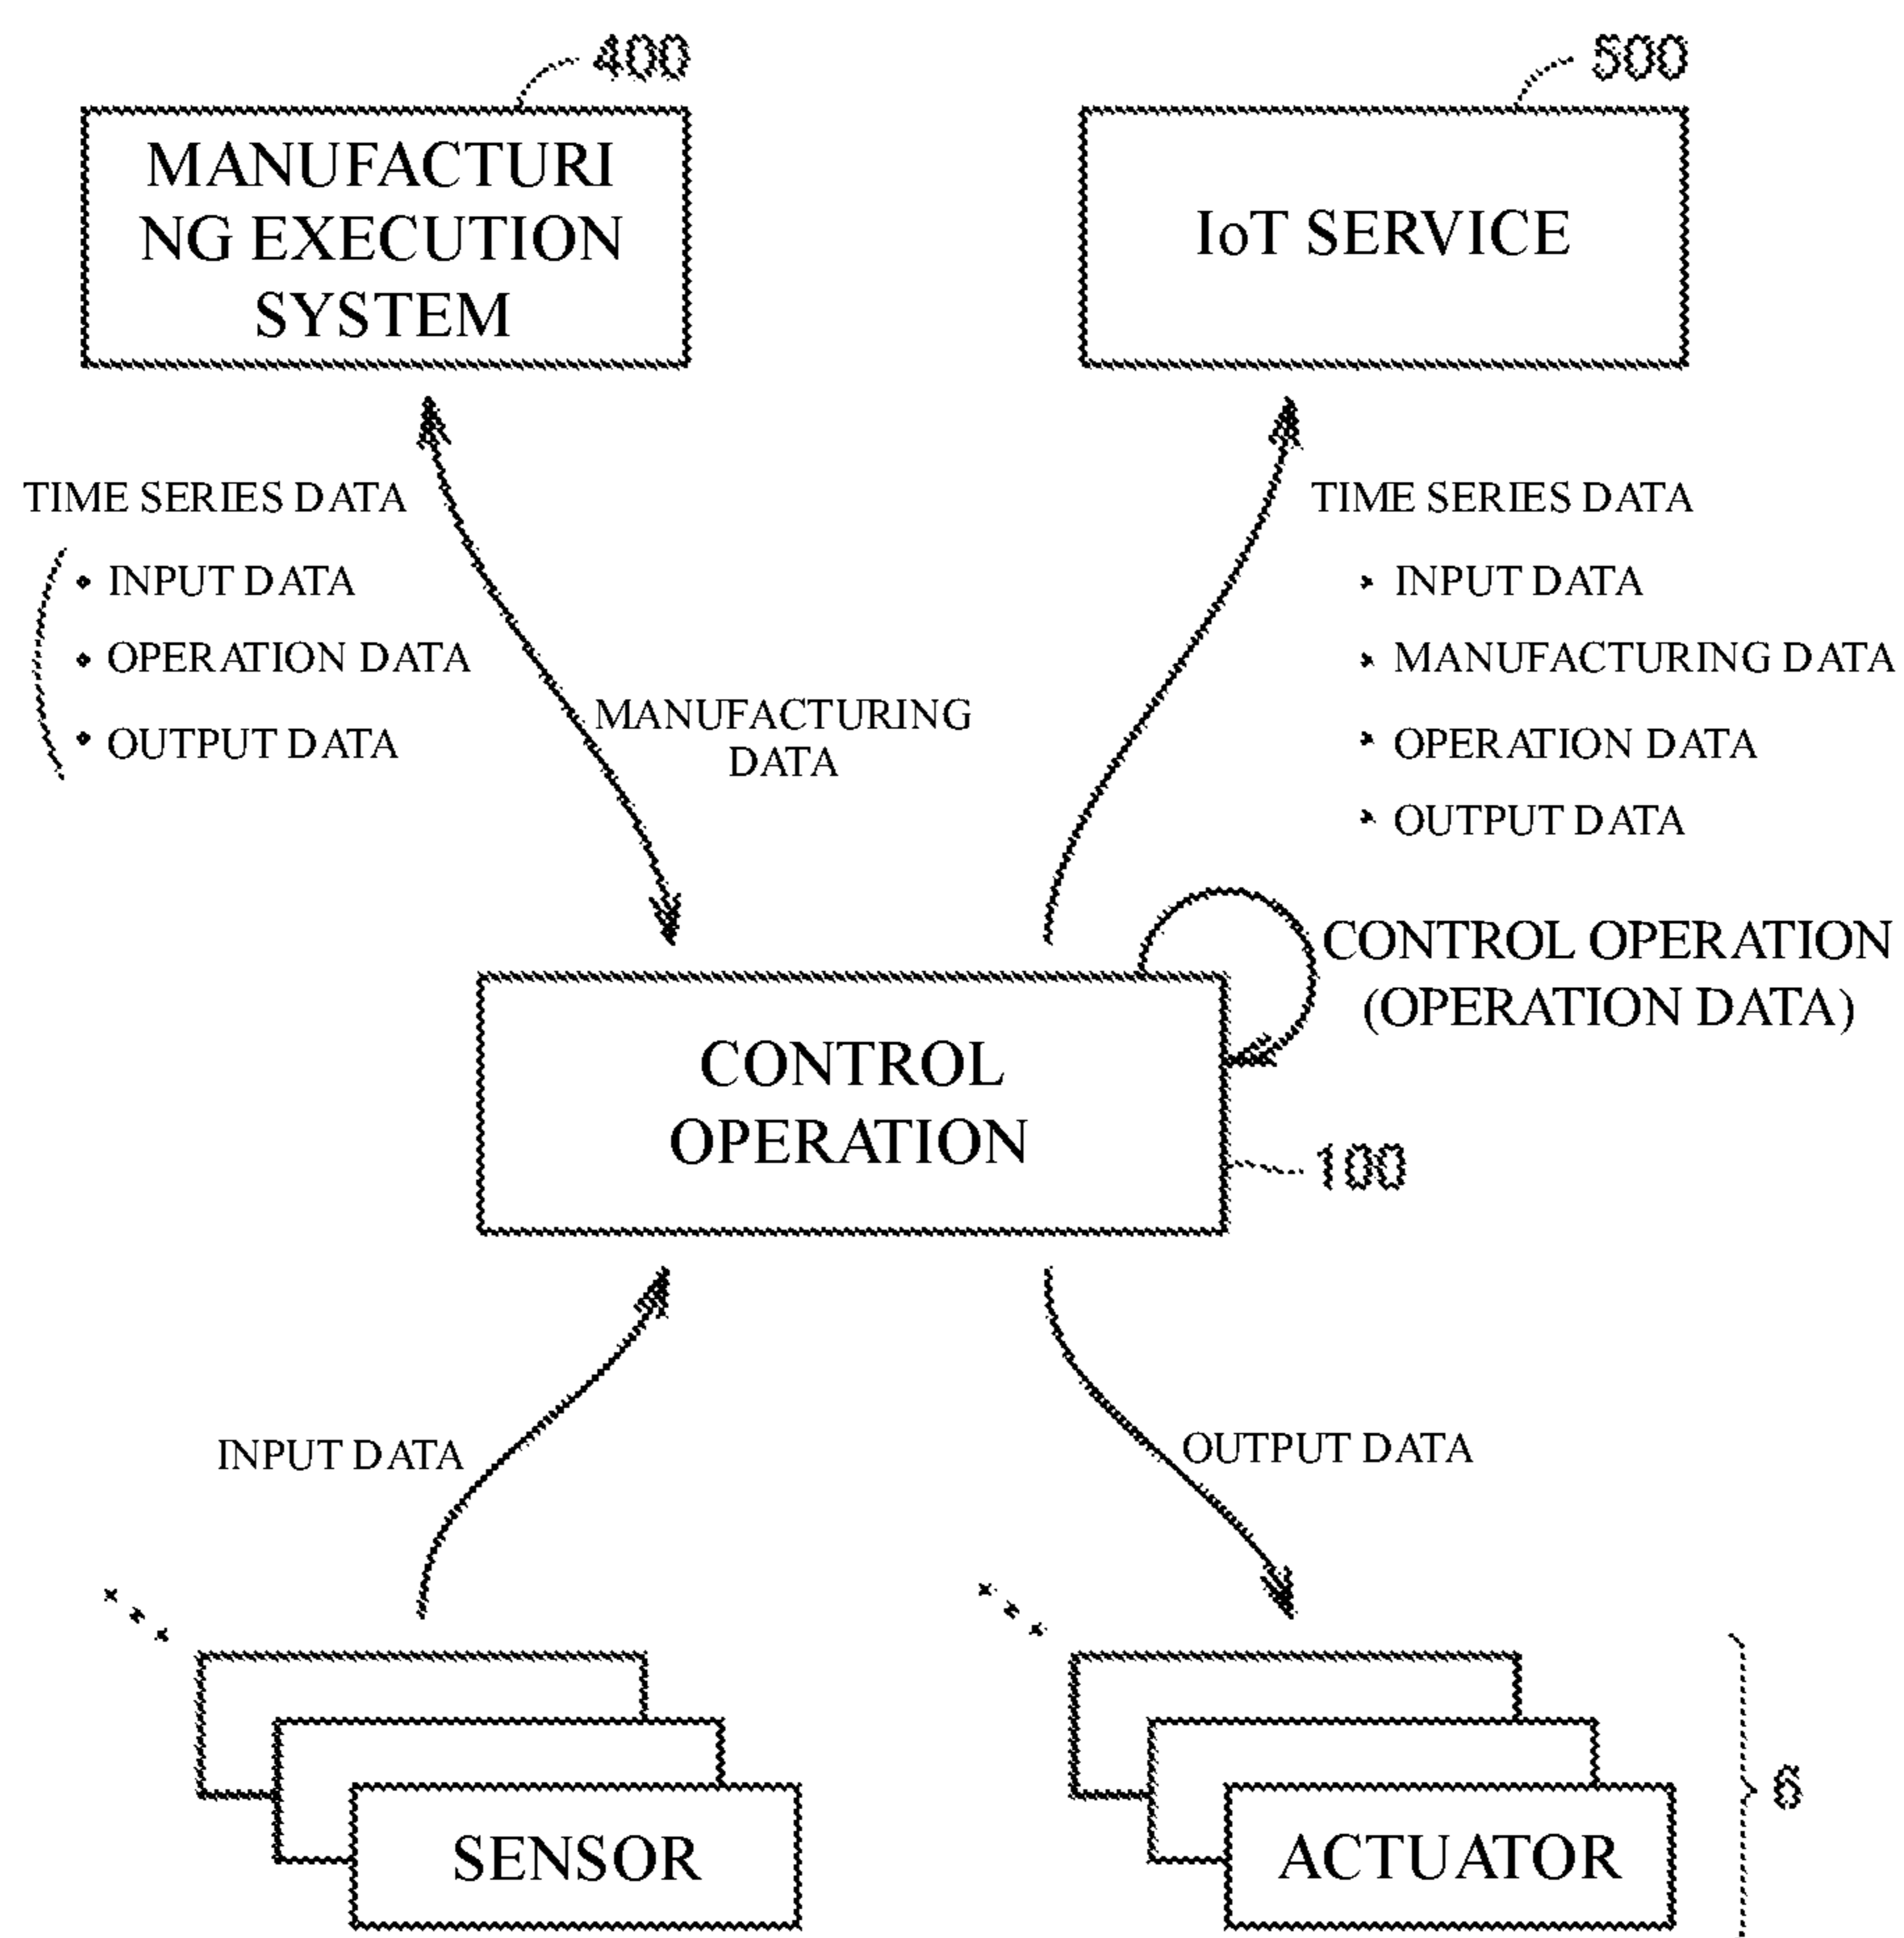 400
500
MANUFACTURI
NG EXECUTION
SYSTEM
IoT SERVICE
TIME SERIES DATA
• INPUT DATA
• OPERATION DATA
• OUTPUT DATA
MANUFACTURING
DATA
TIME SERIES DATA
• INPUT DATA
• MANUFACTURING DATA
• OPERATION DATA
• OUTPUT DATA
CONTROL OPERATION
(OPERATION DATA)
CONTROL
OPERATION
100
INPUT DATA
OUTPUT DATA
SENSOR
ACTUATOR
6